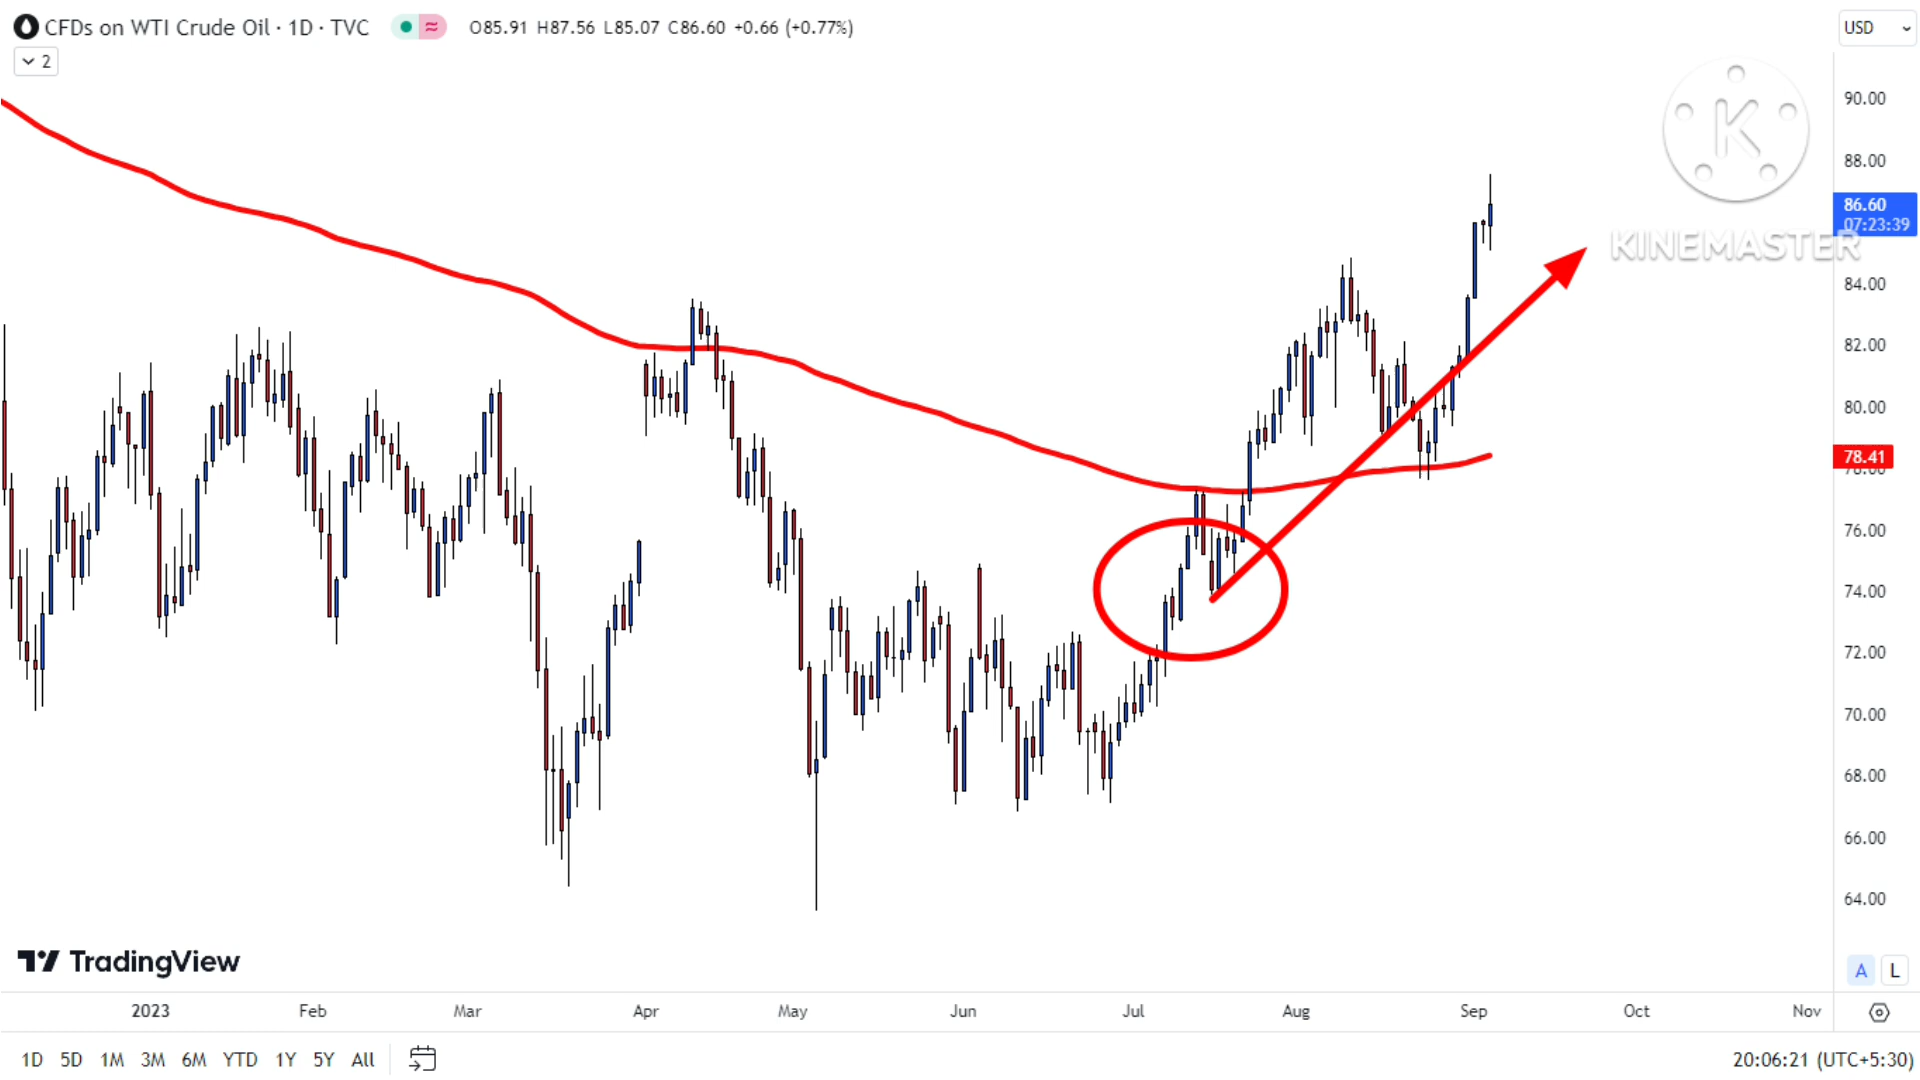 CFDs on WTI Crude Oil · 1D · TVC
O85.91 H87.56 L85.07 C86.60 +0.66 (+0.77%)
USD
2
90.00
88.00
86.60
07:23:39
KINEMASTER
84.00
82.00
80.00
78.41
78.00
76.00
74.00
72.00
70.00
68.00
66.00
64.00
TradingView
A L
2023 Feb Mar Apr May Jun Jul Aug Sep Oct Nov
1D 5D 1M 3M 6M YTD 1Y 5Y All
20:06:21 (UTC+5:30)